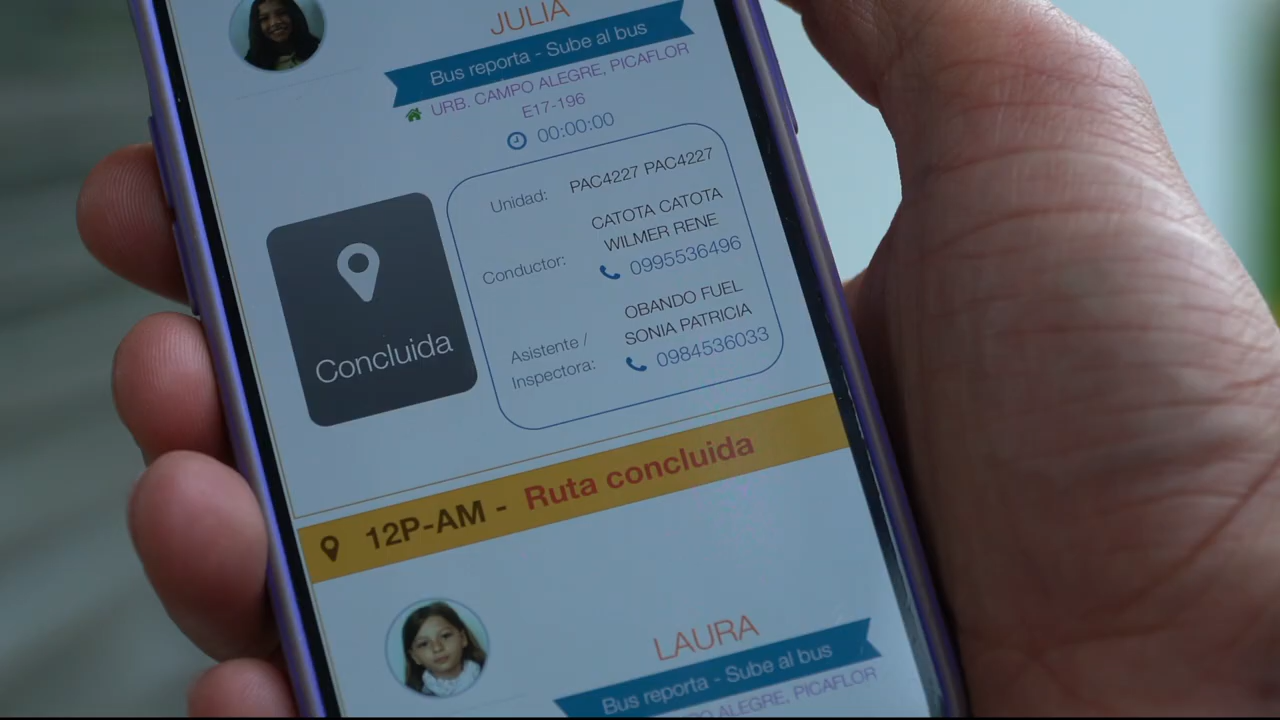 JULIA
Bus reporta - Sube al bus
URB. CAMPO ALEGRE, PICAFLOR
E17-196
00:00:00
Unidad: PAC4227 PAC4227
CATOTA CATOTA
WILMER RENE
Conductor: 0995536496
OBANDO FUEL
SONIA PATRICIA
Asistente /
Inspectora: 0984536033
Concluida
12P-AM - Ruta concluida
LAURA
Bus reporta - Sube al bus
ALEGRE, PICAFLOR